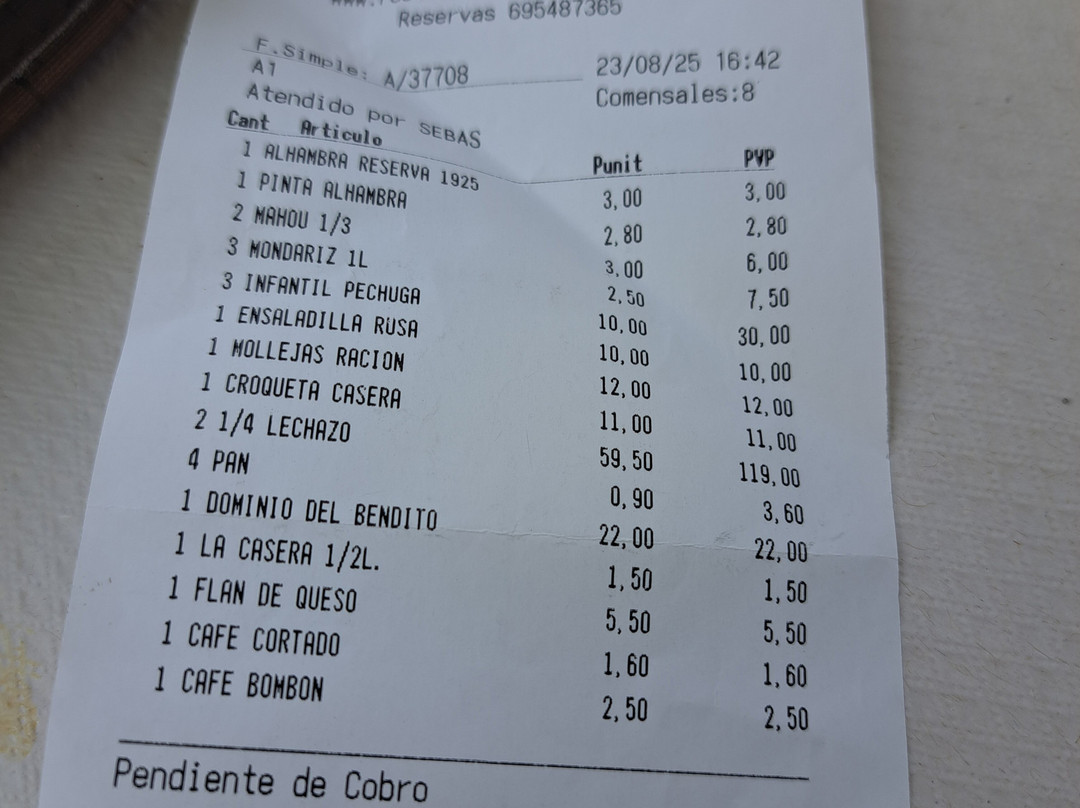 Reservas 695487365
F.Simple: A/37708 23/08/25 16:42
A1 Comensales:8
Atendido por SEBAS
Cant Articulo Punit PVP
1 ALHAMBRA RESERVA 1925 3,00 3,00
1 PINTA ALHAMBRA 2,80 2,80
2 MAHOU 1/3 3,00 6,00
3 MONDARIZ 1L 2,50 7,50
3 INFANTIL PECHUGA 10,00 30,00
1 ENSALADILLA RUSA 10,00 10,00
1 MOLLEJAS RACION 12,00 12,00
1 CROQUETA CASERA 11,00 11,00
2 1/4 LECHAZO 59,50 119,00
4 PAN 0,90 3,60
1 DOMINIO DEL BENDITO 22,00 22,00
1 LA CASERA 1/2L. 1,50 1,50
1 FLAN DE QUESO 5,50 5,50
1 CAFE CORTADO 1,60 1,60
1 CAFE BOMBON 2,50 2,50
Pendiente de Cobro